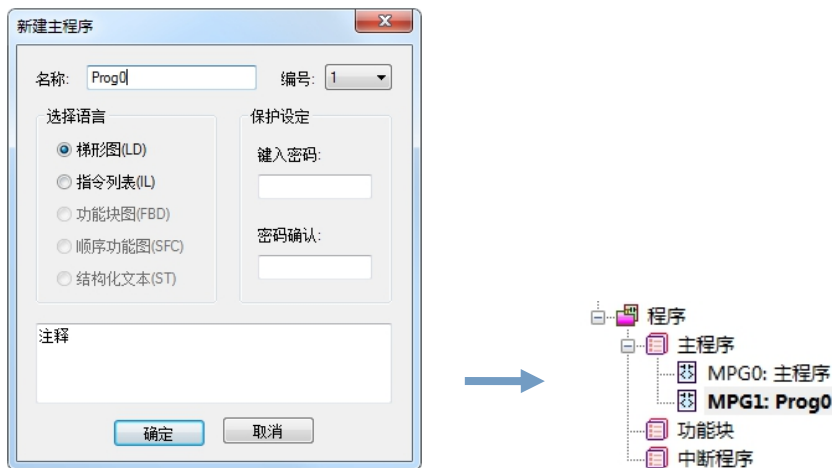 新建主程序
名称: Prog0 编号: 1
选择语言 保护设定
梯形图(LD)
指令列表(IL)
功能块图(FBD)
顺序功能图(SFC)
结构化文本(ST)
键入密码:
密码确认:
注释
确定 取消
程序
主程序
MPG0: 主程序
MPG1: Prog0
功能块
中断程序